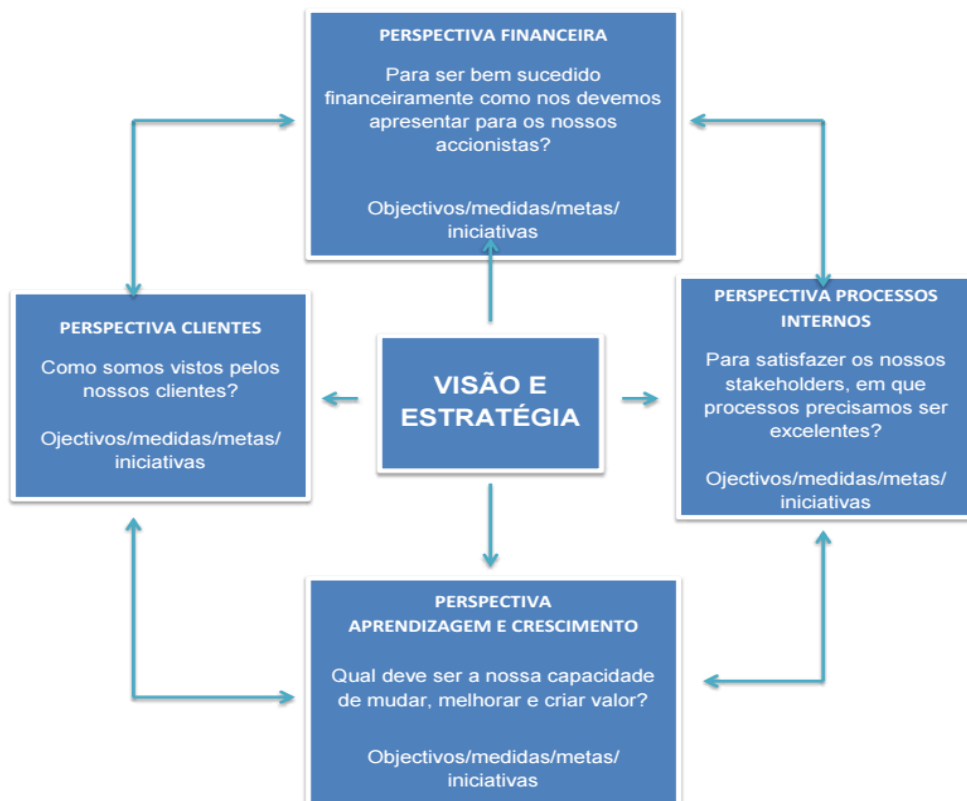 PERSPECTIVA FINANCEIRA
Para ser bem sucedido
financeiramente como nos devemos
apresentar para os nossos
accionistas?
Objectivos/medidas/metas/
iniciativas
PERSPECTIVA CLIENTES
Como somos vistos pelos
nossos clientes?
Ojectivos/medidas/metas/
iniciativas
VISÃO E
ESTRATÉGIA
PERSPECTIVA PROCESSOS
INTERNOS
Para satisfazer os nossos
stakeholders, em que
processos precisamos ser
excelentes?
Ojectivos/medidas/metas/
iniciativas
PERSPECTIVA
APRENDIZAGEM E CRESCIMENTO
Qual deve ser a nossa capacidade
de mudar, melhorar e criar valor?
Objectivos/medidas/metas/
iniciativas